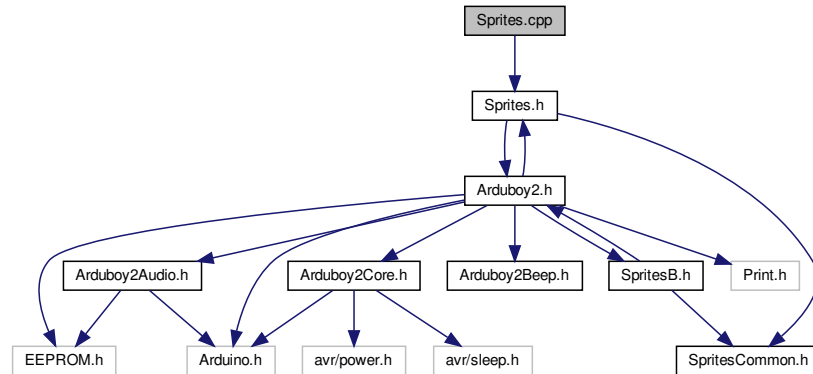 Sprites.cpp
Sprites.h
Arduboy2.h
Arduboy2Audio.h
Arduboy2Core.h
Arduboy2Beep.h
SpritesB.h
Print.h
EEPROM.h
Arduino.h
avr/power.h
avr/sleep.h
SpritesCommon.h